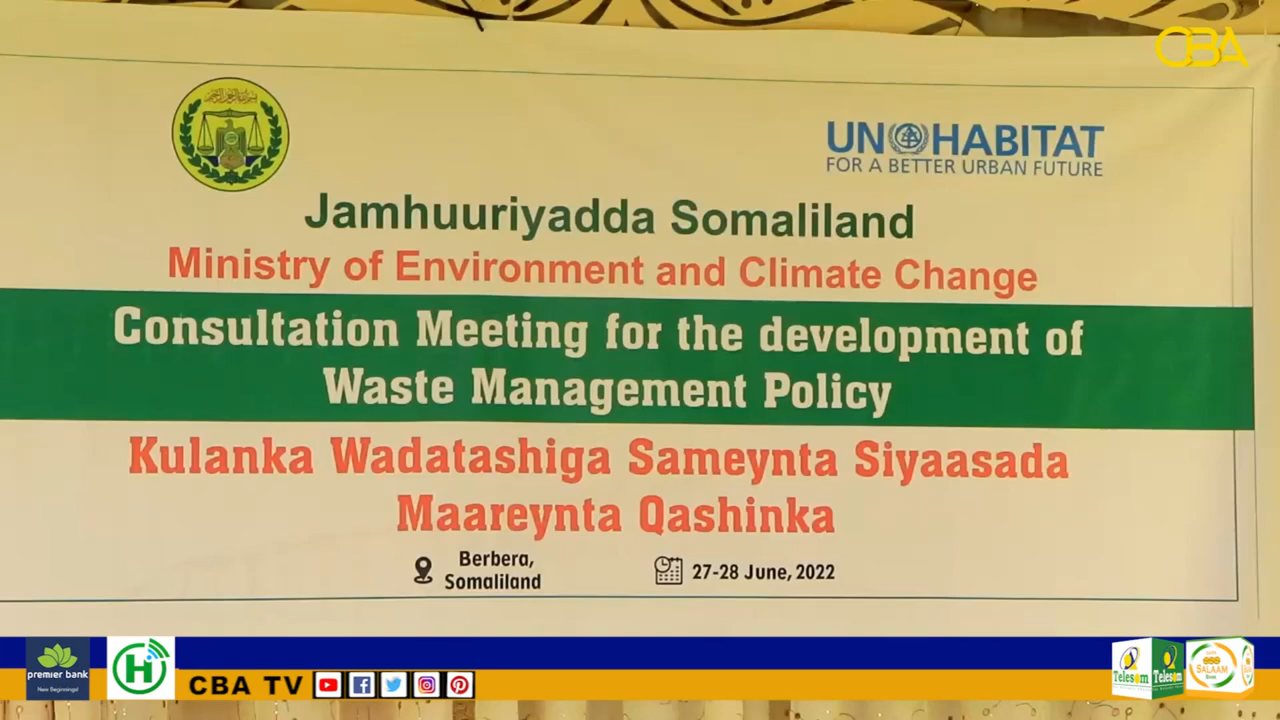 CBA
UN HABITAT
FOR A BETTER URBAN FUTURE
Jamhuuriyadda Somaliland
Ministry of Environment and Climate Change
Consultation Meeting for the development of
Waste Management Policy
Kulanka Wadatashiga Sameynta Siyaasada
Maareynta Qashinka
Berbera,
Somaliland
27-28 June, 2022
premier bank
New Beginnings!
H
CBA TV
Telesom
Telesom
SALAAM